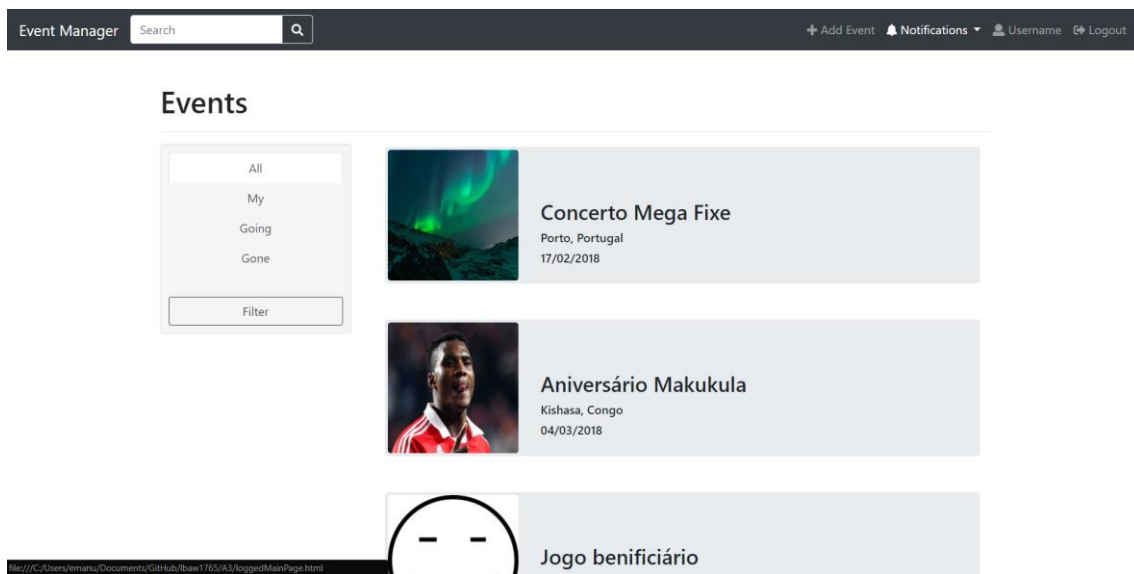 Event Manager Search + Add Event Notifications Username Logout
Events
All
My
Going
Gone
Filter
Concerto Mega Fixe
Porto, Portugal
17/02/2018
Aniversário Makukula
Kishasa, Congo
04/03/2018
Jogo benificiário
file:///C:/Users/emanu/Documents/GitHub/lbaw1765/A3/loggedMainPage.html